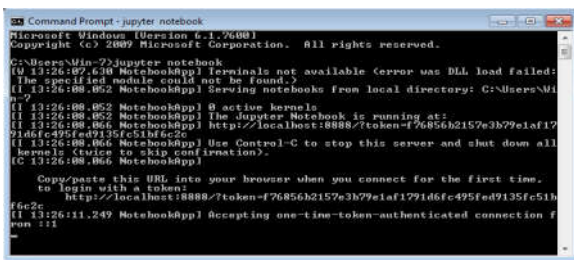 Command Prompt - jupyter notebook
Microsoft Windows [Version 6.1.7600]
Copyright (c) 2009 Microsoft Corporation.  All rights reserved.
C:\Users\Win-7>jupyter notebook
[W 13:26:07.630 NotebookApp] Terminals not available (error was DLL load failed:
 The specified module could not be found.)
[I 13:26:08.052 NotebookApp] Serving notebooks from local directory: C:\Users\Wi
n-7
[I 13:26:08.052 NotebookApp] 0 active kernels
[I 13:26:08.052 NotebookApp] The Jupyter Notebook is running at:
[I 13:26:08.066 NotebookApp] http://localhost:8888/?token=f76856b2157e3b79e1af17
91d6fc495fed9135fc51bf6c2c
[I 13:26:08.066 NotebookApp] Use Control-C to stop this server and shut down all
 kernels (twice to skip confirmation).
[C 13:26:08.066 NotebookApp]
Copy/paste this URL into your browser when you connect for the first time,
to login with a token:
http://localhost:8888/?token=f76856b2157e3b79e1af1791d6fc495fed9135fc51b
f6c2c
[I 13:26:11.249 NotebookApp] Accepting one-time-token-authenticated connection f
rom ::1